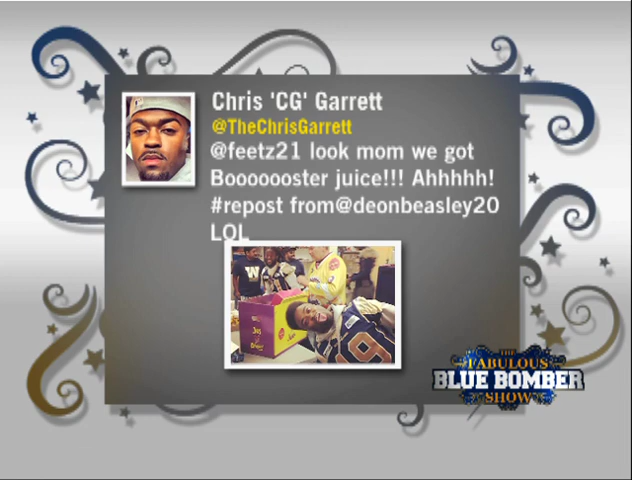 Chris 'CG' Garrett
@TheChrisGarrett
@feetz21 look mom we got
Booooooster juice!!! Ahhhhh!
#repost from@deonbeasley20
LOL
W
9
THE
FABULOUS
BLUE BOMBER
SHOW